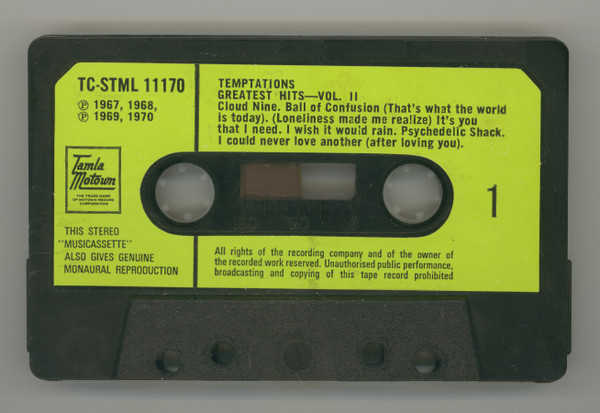 TC-STML 11170
℗ 1967, 1968,
℗ 1969, 1970
Tamla
Motown
THE TRADE MARK
OF MOTOWN RECORD
CORPORATION
THIS STEREO
"MUSICASSETTE"
ALSO GIVES GENUINE
MONAURAL REPRODUCTION
TEMPTATIONS
GREATEST HITS—VOL. II
Cloud Nine. Ball of Confusion (That's what the world
is today). (Loneliness made me realize) It's you
that I need. I wish it would rain. Psychedelic Shack.
I could never love another (after loving you).
1
All rights of the recording company and of the owner of
the recorded work reserved. Unauthorised public performance,
broadcasting and copying of this tape record prohibited